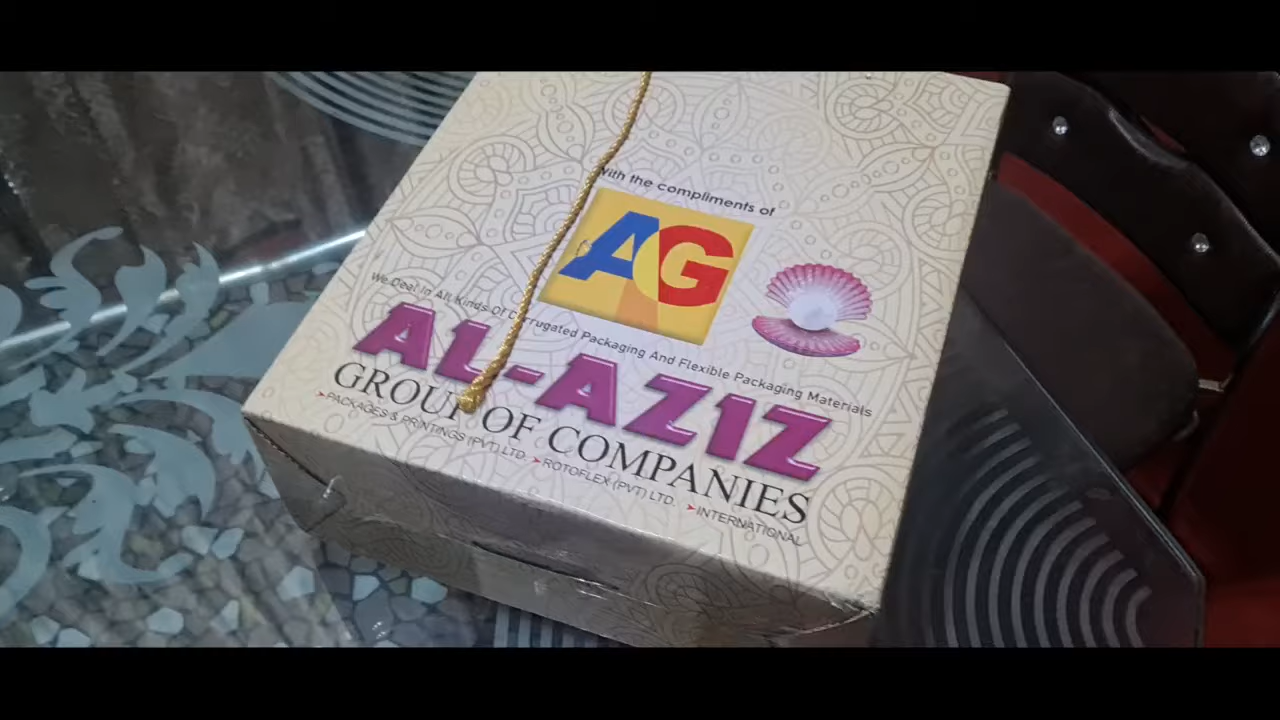 With the compliments of
AG
We Deal In All Kinds Of Corrugated Packaging And Flexible Packaging Materials
AL-AZIZ
GROUP OF COMPANIES
PACKAGES & PRINTINGS (PVT) LTD. ROTOFLEX (PVT) LTD. INTERNATIONAL